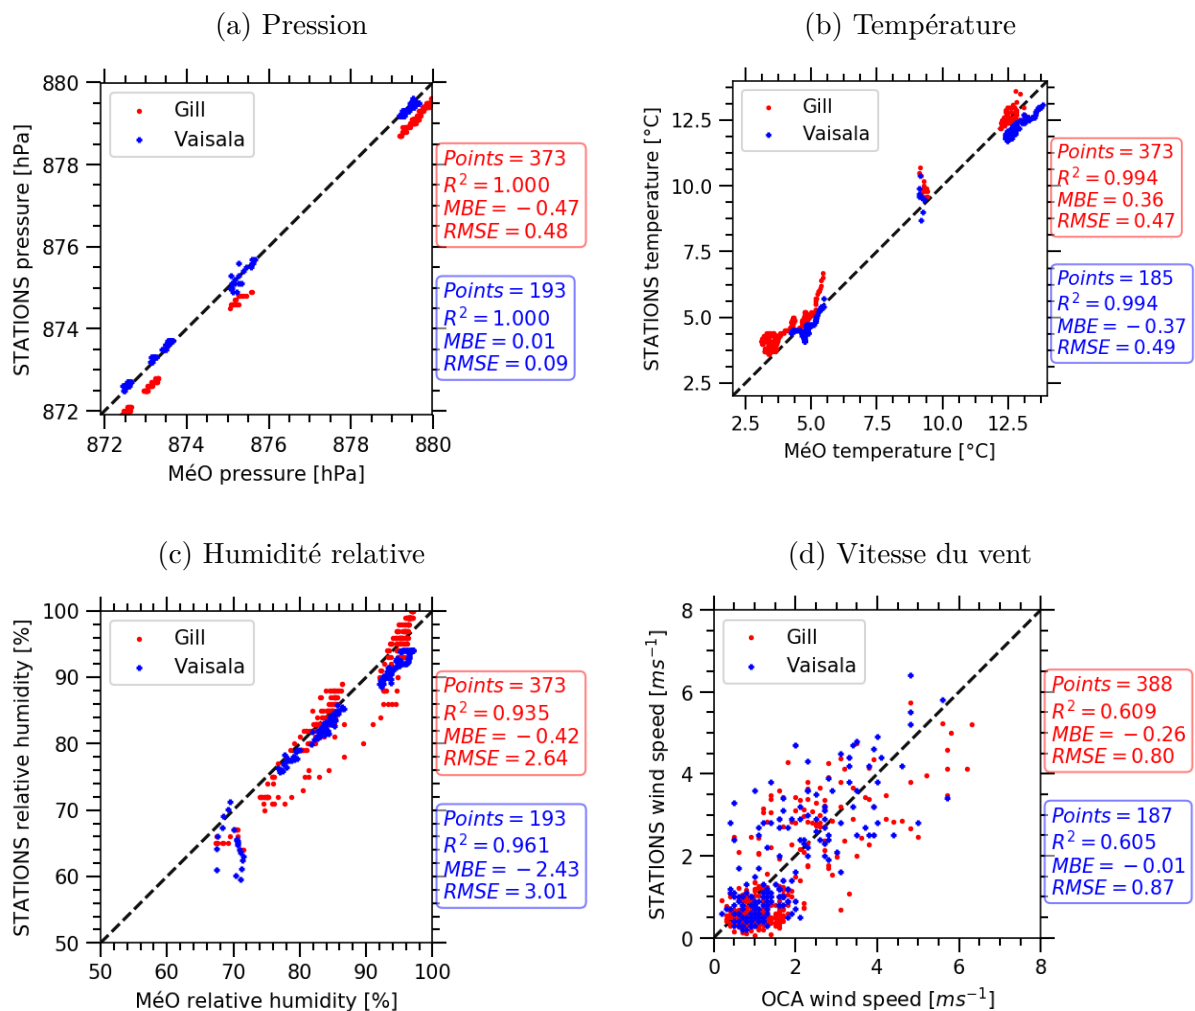 (a) Pression
880
878
876
874
872
STATIONS pressure [hPa]
872
874
876
878
880
MéO pressure [hPa]
Gill
Vaisala
Points = 373
R² = 1.000
MBE = −0.47
RMSE = 0.48
Points = 193
R² = 1.000
MBE = 0.01
RMSE = 0.09
(b) Température
12.5
10.0
7.5
5.0
2.5
STATIONS temperature [°C]
2.5
5.0
7.5
10.0
12.5
MéO temperature [°C]
Gill
Vaisala
Points = 373
R² = 0.994
MBE = 0.36
RMSE = 0.47
Points = 185
R² = 0.994
MBE = −0.37
RMSE = 0.49
(c) Humidité relative
100
90
80
70
60
50
STATIONS relative humidity [%]
50
60
70
80
90
100
MéO relative humidity [%]
Gill
Vaisala
Points = 373
R² = 0.935
MBE = −0.42
RMSE = 2.64
Points = 193
R² = 0.961
MBE = −2.43
RMSE = 3.01
(d) Vitesse du vent
8
6
4
2
0
STATIONS wind speed [ms⁻¹]
0
2
4
6
8
OCA wind speed [ms⁻¹]
Gill
Vaisala
Points = 388
R² = 0.609
MBE = −0.26
RMSE = 0.80
Points = 187
R² = 0.605
MBE = −0.01
RMSE = 0.87